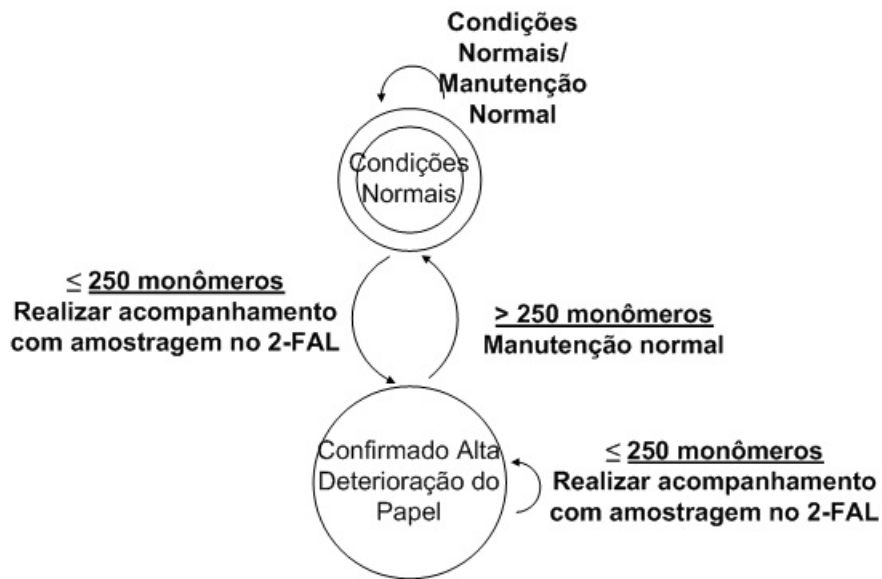 Condições
Normais/
Manutenção
Normal
Condições
Normais
≤ 250 monômeros
Realizar acompanhamento
com amostragem no 2-FAL
> 250 monômeros
Manutenção normal
Confirmado Alta
Deterioração do
Papel
≤ 250 monômeros
Realizar acompanhamento
com amostragem no 2-FAL